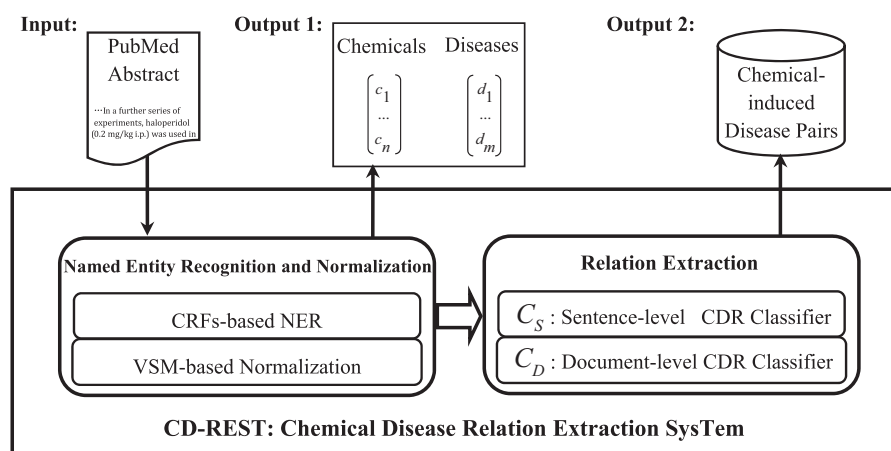 Input:
PubMed
Abstract
…In a further series of
experiments, haloperidol
(0.2 mg/kg i.p.) was used in
Output 1:
Chemicals Diseases
c1 d1
... ...
cn dm
Output 2:
Chemical-
induced
Disease Pairs
Named Entity Recognition and Normalization
CRFs-based NER
VSM-based Normalization
Relation Extraction
CS : Sentence-level CDR Classifier
CD : Document-level CDR Classifier
CD-REST: Chemical Disease Relation Extraction SysTem